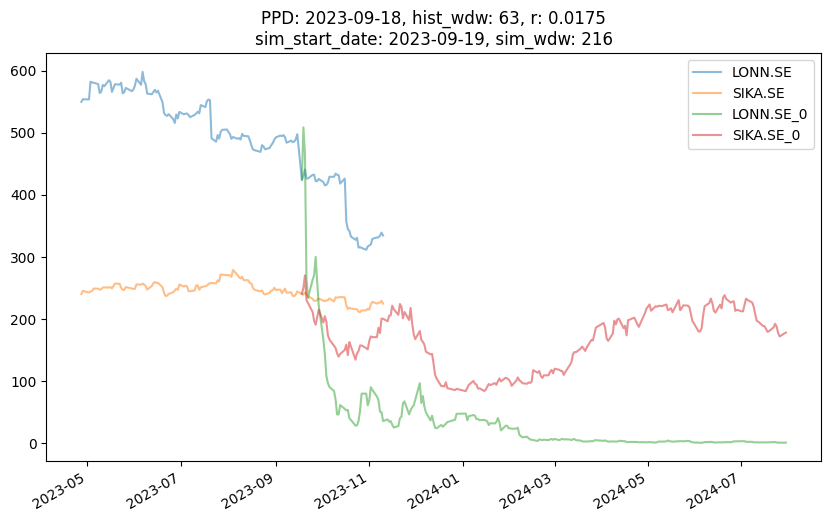 PPD: 2023-09-18, hist_wdw: 63, r: 0.0175
sim_start_date: 2023-09-19, sim_wdw: 216
LONN.SE
SIKA.SE
LONN.SE_0
SIKA.SE_0
600
500
400
300
200
100
0
2023-05
2023-07
2023-09
2023-11
2024-01
2024-03
2024-05
2024-07